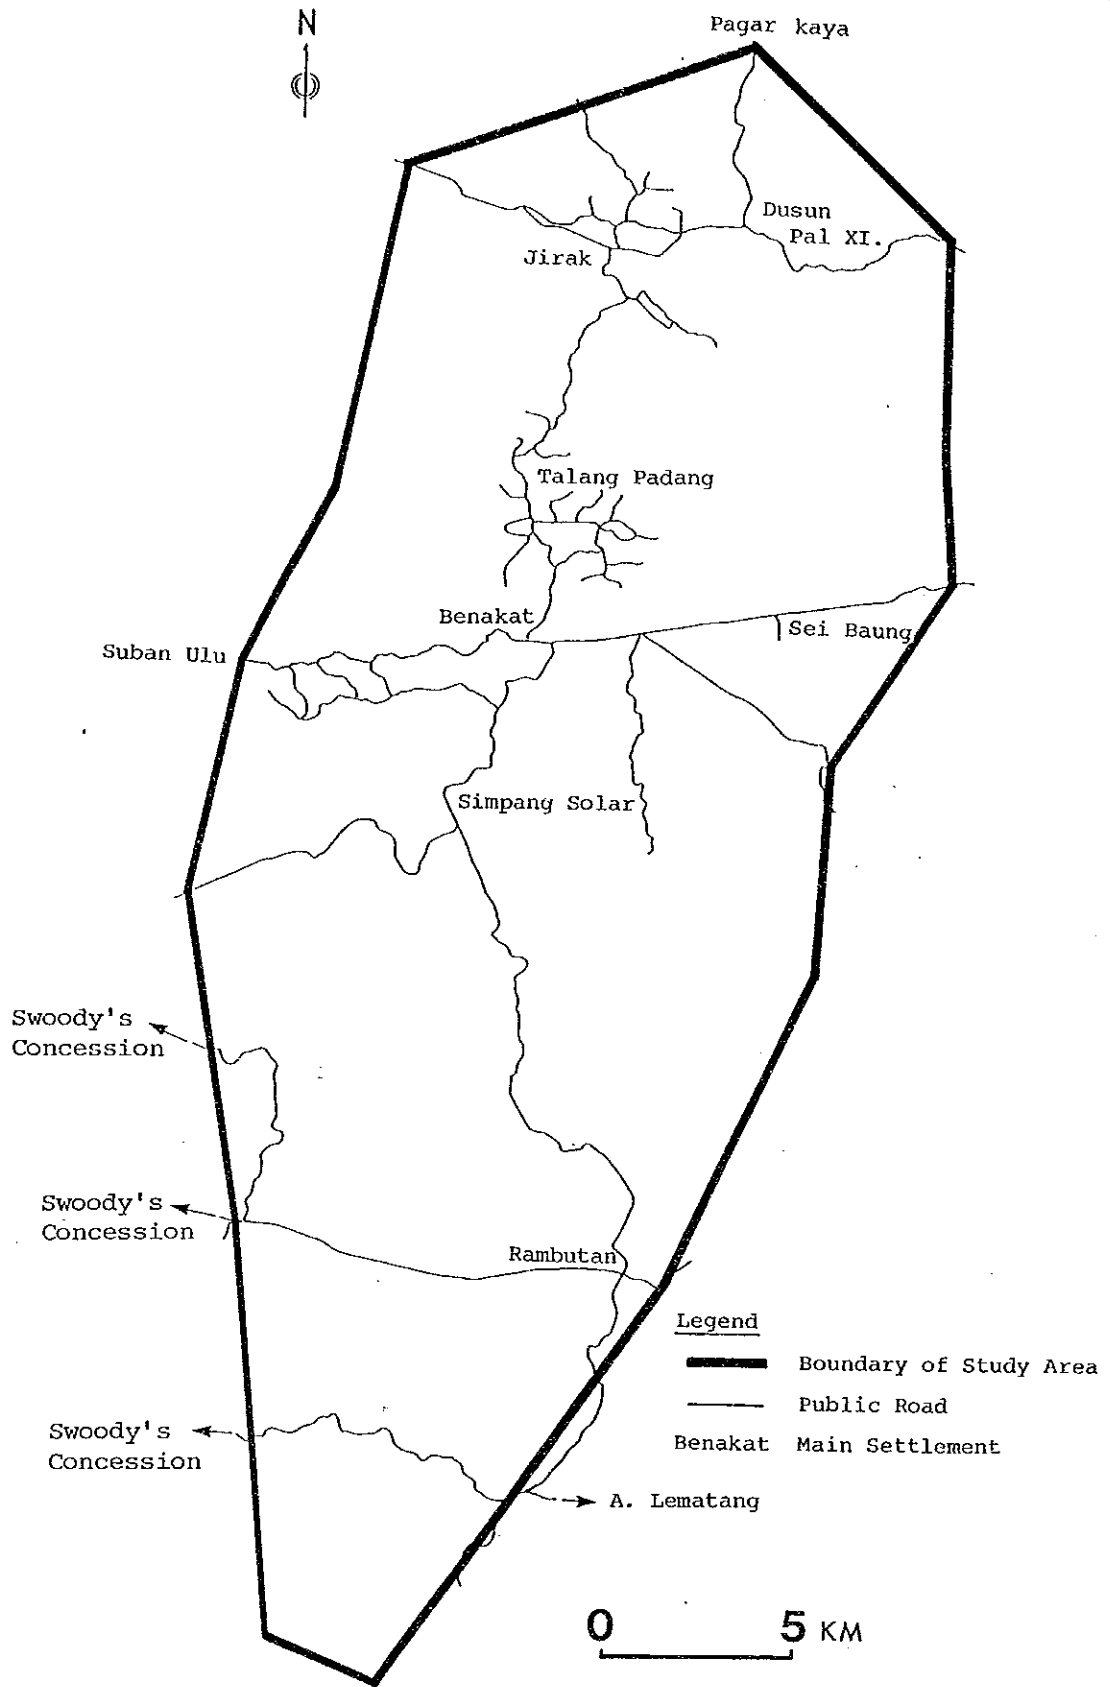 N
Pagar kaya
Dusun
Pal XI.
Jirak
Talang Padang
Benakat
Sei Baung
Suban Ulu
Simpang Solar
Swoody's
Concession
Swoody's
Concession
Rambutan
Legend
Boundary of Study Area
Public Road
Benakat Main Settlement
Swoody's
Concession
A. Lematang
0 5 KM